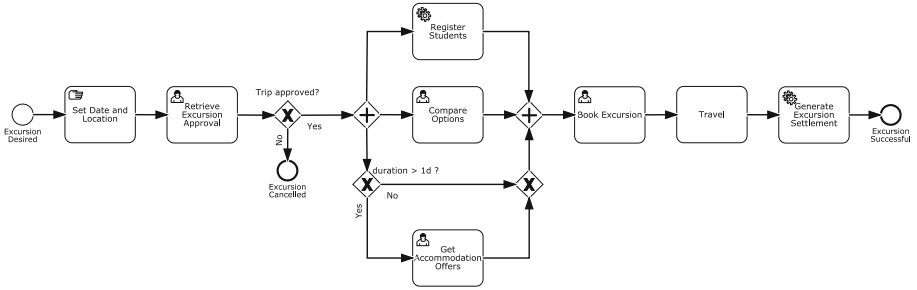 Excursion
Desired
Set Date and
Location
Retrieve
Excursion
Approval
Trip approved?
Yes
No
Excursion
Cancelled
Register
Students
Compare
Options
duration > 1d ?
No
Yes
Get
Accommodation
Offers
Book Excursion
Travel
Generate
Excursion
Settlement
Excursion
Successful